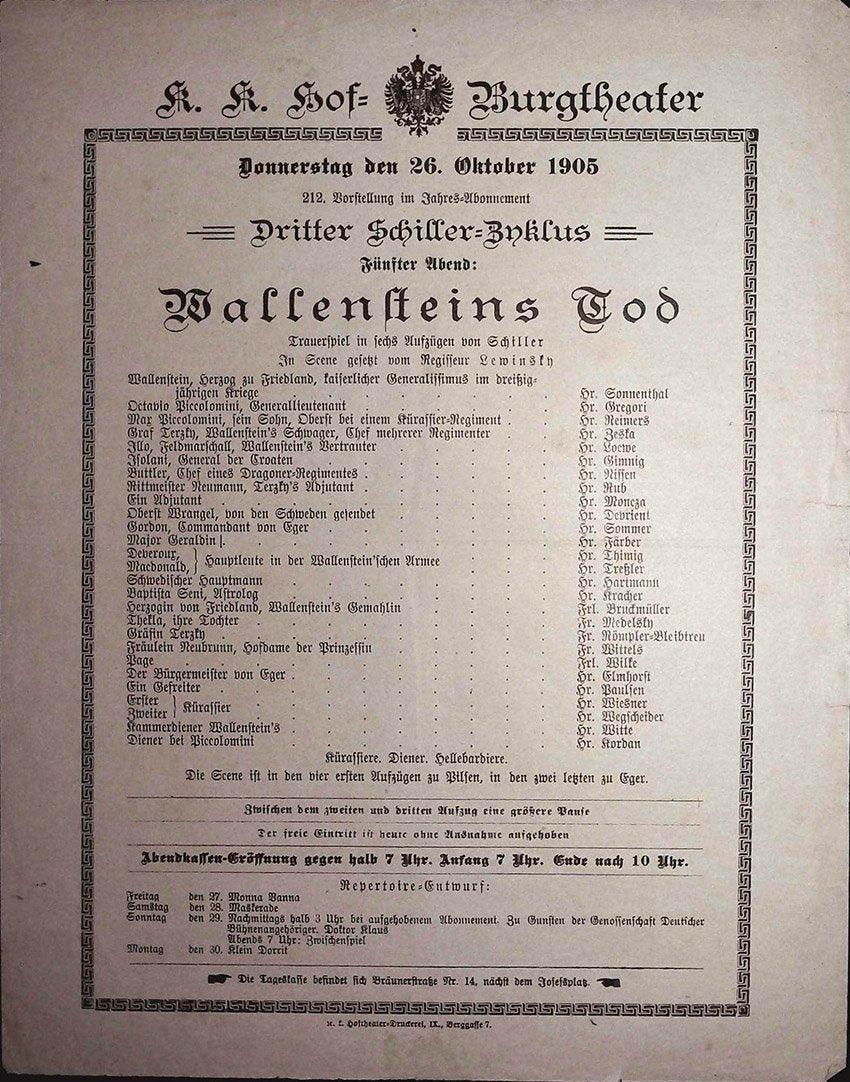 K. K. Hof- Burgtheater
Donnerstag den 26. Oktober 1905
212. Vorstellung im Jahres-Abonnement
Dritter Schiller-Zyklus
Fünfter Abend:
Wallensteins Tod
Trauerspiel in sechs Aufzügen von Schiller
In Scene gesetzt vom Regisseur Lewinsky
Wallenstein, Herzog zu Friedland, kaiserlicher Generalissimus im dreißig-
jährigen Kriege . . . . . . . . Hr. Sonnenthal
Octavio Piccolomini, Generallieutenant . . . . . . Hr. Gregori
Max Piccolomini, sein Sohn, Oberst bei einem Kürassier-Regiment . . Hr. Reimers
Graf Terzky, Wallenstein's Schwager, Chef mehrerer Regimenter . . Hr. Zeska
Illo, Feldmarschall, Wallenstein's Vertrauter . . . . . Hr. Loewe
Isolani, General der Croaten . . . . . . . Hr. Gimnig
Buttler, Chef eines Dragoner-Regimentes . . . . . . Hr. Nissen
Rittmeister Neumann, Terzky's Adjutant . . . . . . Hr. Rub
Ein Adjutant . . . . . . . . . Hr. Moncza
Oberst Wrangel, von den Schweden gesendet . . . . . Hr. Devrient
Gordon, Commandant von Eger . . . . . . . Hr. Sommer
Major Geraldin . . . . . . . . . Hr. Färber
Deveroux, } Hauptleute in der Wallenstein'schen Armee . . . Hr. Thimig
Macdonald, Hr. Treßler
Schwedischer Hauptmann . . . . . . . Hr. Hartmann
Baptista Seni, Astrolog . . . . . . . . Hr. Kracher
Herzogin von Friedland, Wallenstein's Gemahlin . . . . Frl. Bruckmüller
Thekla, ihre Tochter . . . . . . . . Fr. Medelsky
Gräfin Terzky . . . . . . . . . Fr. Römpler-Bleibtreu
Fräulein Neubrunn, Hofdame der Prinzessin . . . . . Fr. Wittels
Page . . . . . . . . . . Frl. Wilke
Der Bürgermeister von Eger . . . . . . . Hr. Elmhorst
Ein Gefreiter . . . . . . . . . Hr. Paulsen
Erster } Kürassier . . . . . . . . Hr. Wiesner
Zweiter Hr. Wegscheider
Kammerdiener Wallenstein's . . . . . . . Hr. Witte
Diener bei Piccolomini . . . . . . . . Hr. Kordan
Kürassiere. Diener. Hellebardiere.
Die Scene ist in den vier ersten Aufzügen zu Pilsen, in den zwei letzten zu Eger.
Zwischen dem zweiten und dritten Aufzug eine größere Pause
Der freie Eintritt ist heute ohne Ausnahme aufgehoben
Abendkassen-Eröffnung gegen halb 7 Uhr. Anfang 7 Uhr. Ende nach 10 Uhr.
Repertoire-Entwurf:
Freitag den 27. Monna Vanna
Samstag den 28. Maskerade
Sonntag den 29. Nachmittags halb 3 Uhr bei aufgehobenem Abonnement. Zu Gunsten der Genossenschaft Deutscher
Bühnenangehöriger. Doktor Klaus
Abends 7 Uhr: Zwischenspiel
Montag den 30. Klein Dorrit
Die Tageskasse befindet sich Bräunerstraße Nr. 14, nächst dem Josefsplatz.
K. k. Hoftheater-Druckerei, IX., Berggasse 7.